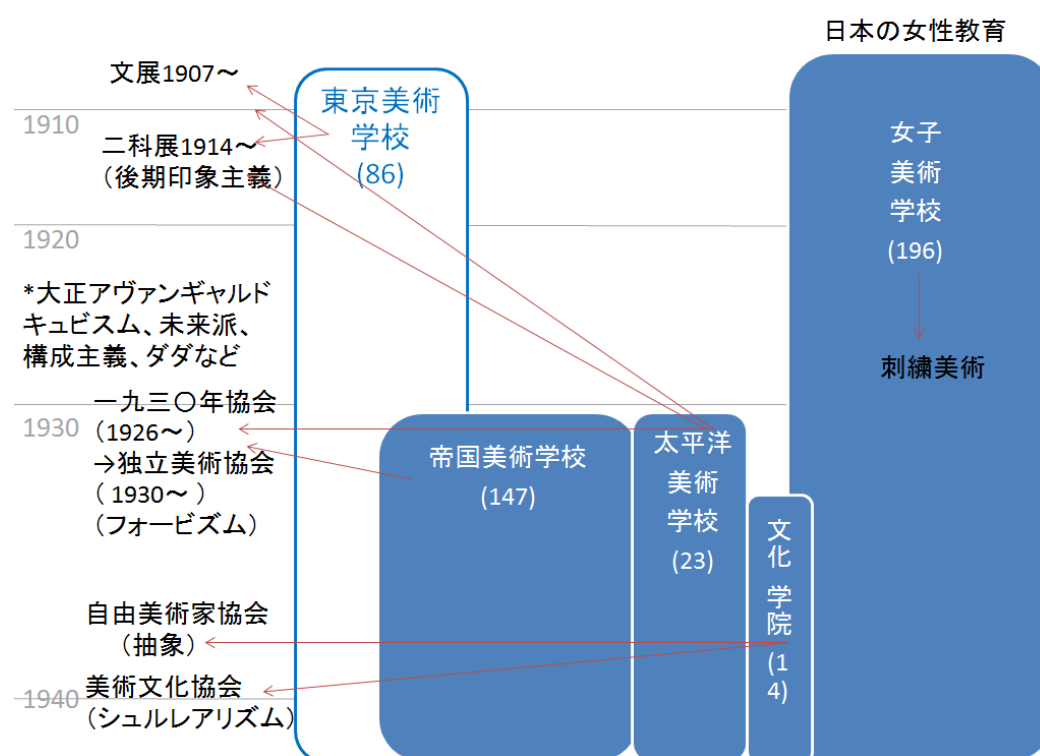 日本の女性教育
文展1907～
1910
二科展1914～
（後期印象主義）
東京美術
学校
(86)
女子
美術
学校
(196)
刺繍美術
1920
*大正アヴァンギャルド
キュビスム、未来派、
構成主義、ダダなど
一九三〇年協会
（1926～）
→独立美術協会
（ 1930～ ）
（フォービズム）
1930
帝国美術学校
(147)
太平洋
美術
学校
(23)
文化 学院
(1
4)
自由美術家協会
（抽象）
美術文化協会
（シュルレアリズム）
1940